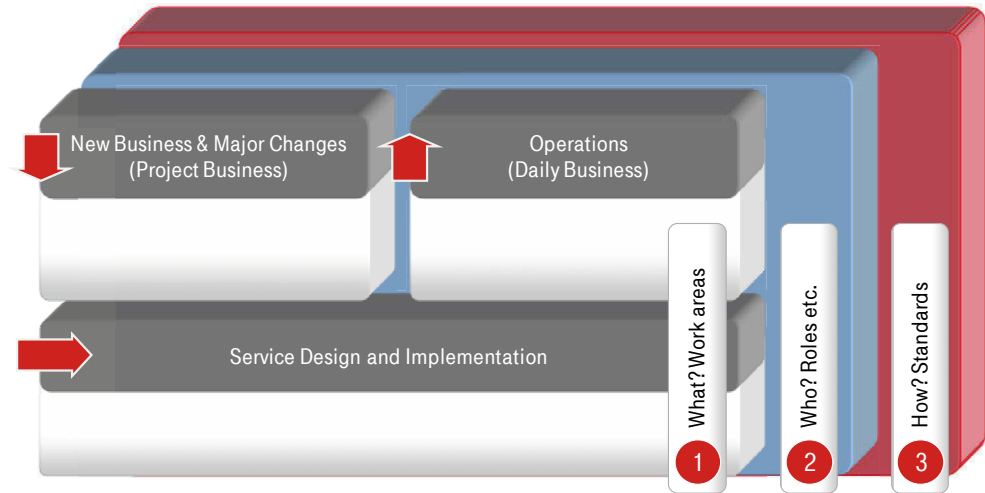 New Business & Major Changes
(Project Business)
Operations
(Daily Business)
Service Design and Implementation
What? Work areas
1
Who? Roles etc.
2
How? Standards
3